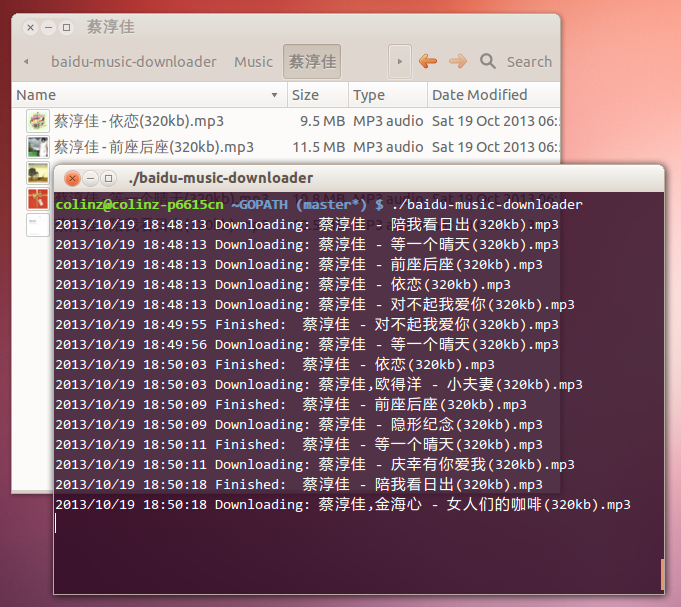 蔡淳佳
baidu-music-downloader Music 蔡淳佳 Search
Name Size Type Date Modified
蔡淳佳 - 依恋(320kb).mp3 9.5 MB MP3 audio Sat 19 Oct 2013 06:
蔡淳佳 - 前座后座(320kb).mp3 11.5 MB MP3 audio Sat 19 Oct 2013 06:
./baidu-music-downloader
colinz@colinz-p6615cn ~GOPATH (master*) $ ./baidu-music-downloader
2013/10/19 18:48:13 Downloading: 蔡淳佳 - 陪我看日出(320kb).mp3
2013/10/19 18:48:13 Downloading: 蔡淳佳 - 等一个晴天(320kb).mp3
2013/10/19 18:48:13 Downloading: 蔡淳佳 - 前座后座(320kb).mp3
2013/10/19 18:48:13 Downloading: 蔡淳佳 - 依恋(320kb).mp3
2013/10/19 18:48:13 Downloading: 蔡淳佳 - 对不起我爱你(320kb).mp3
2013/10/19 18:49:55 Finished: 蔡淳佳 - 对不起我爱你(320kb).mp3
2013/10/19 18:49:56 Downloading: 蔡淳佳 - 等一个晴天(320kb).mp3
2013/10/19 18:50:03 Finished: 蔡淳佳 - 依恋(320kb).mp3
2013/10/19 18:50:03 Downloading: 蔡淳佳,欧得洋 - 小夫妻(320kb).mp3
2013/10/19 18:50:09 Finished: 蔡淳佳 - 前座后座(320kb).mp3
2013/10/19 18:50:09 Downloading: 蔡淳佳 - 隐形纪念(320kb).mp3
2013/10/19 18:50:11 Finished: 蔡淳佳 - 等一个晴天(320kb).mp3
2013/10/19 18:50:11 Downloading: 蔡淳佳 - 庆幸有你爱我(320kb).mp3
2013/10/19 18:50:18 Finished: 蔡淳佳 - 陪我看日出(320kb).mp3
2013/10/19 18:50:18 Downloading: 蔡淳佳,金海心 - 女人们的咖啡(320kb).mp3